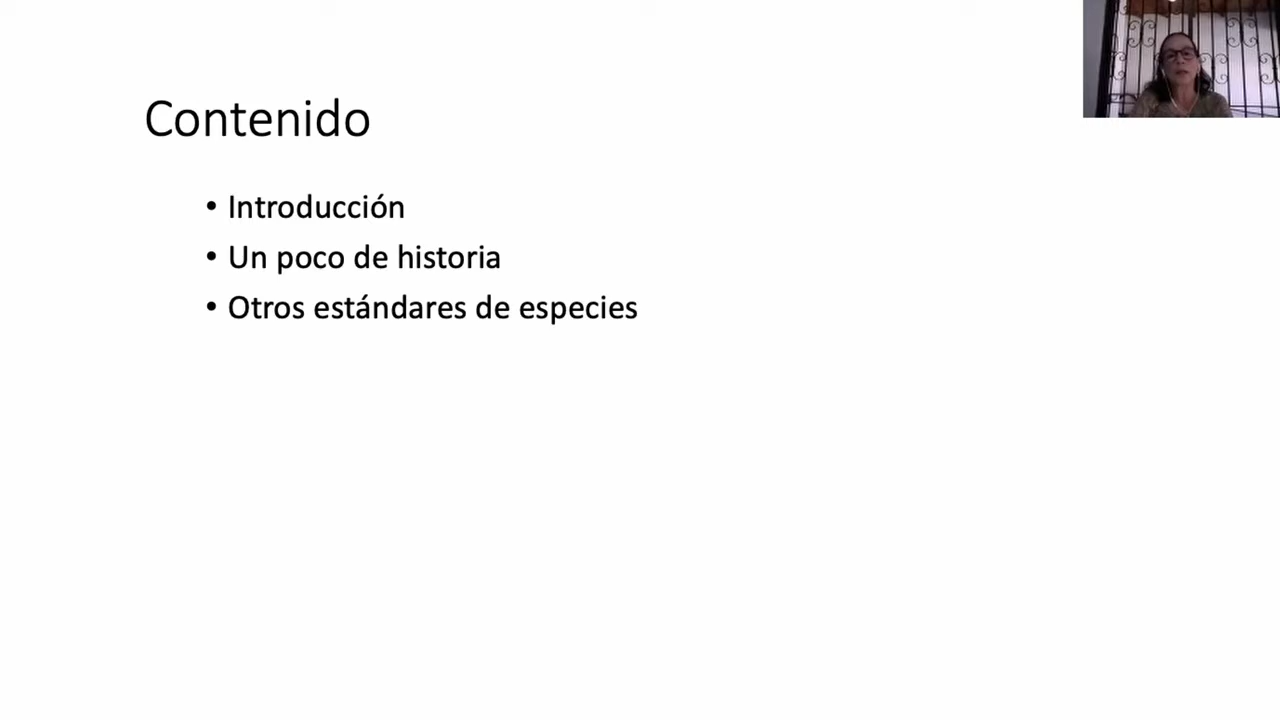 Contenido
• Introducción
• Un poco de historia
• Otros estándares de especies